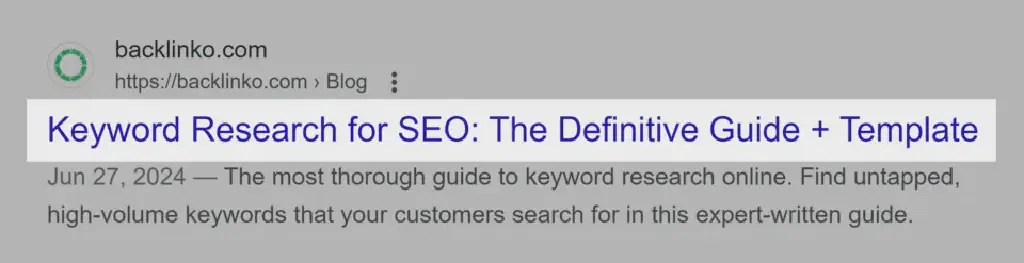 backlinko.com
https://backlinko.com › Blog
Keyword Research for SEO: The Definitive Guide + Template
Jun 27, 2024 — The most thorough guide to keyword research online. Find untapped,
high-volume keywords that your customers search for in this expert-written guide.